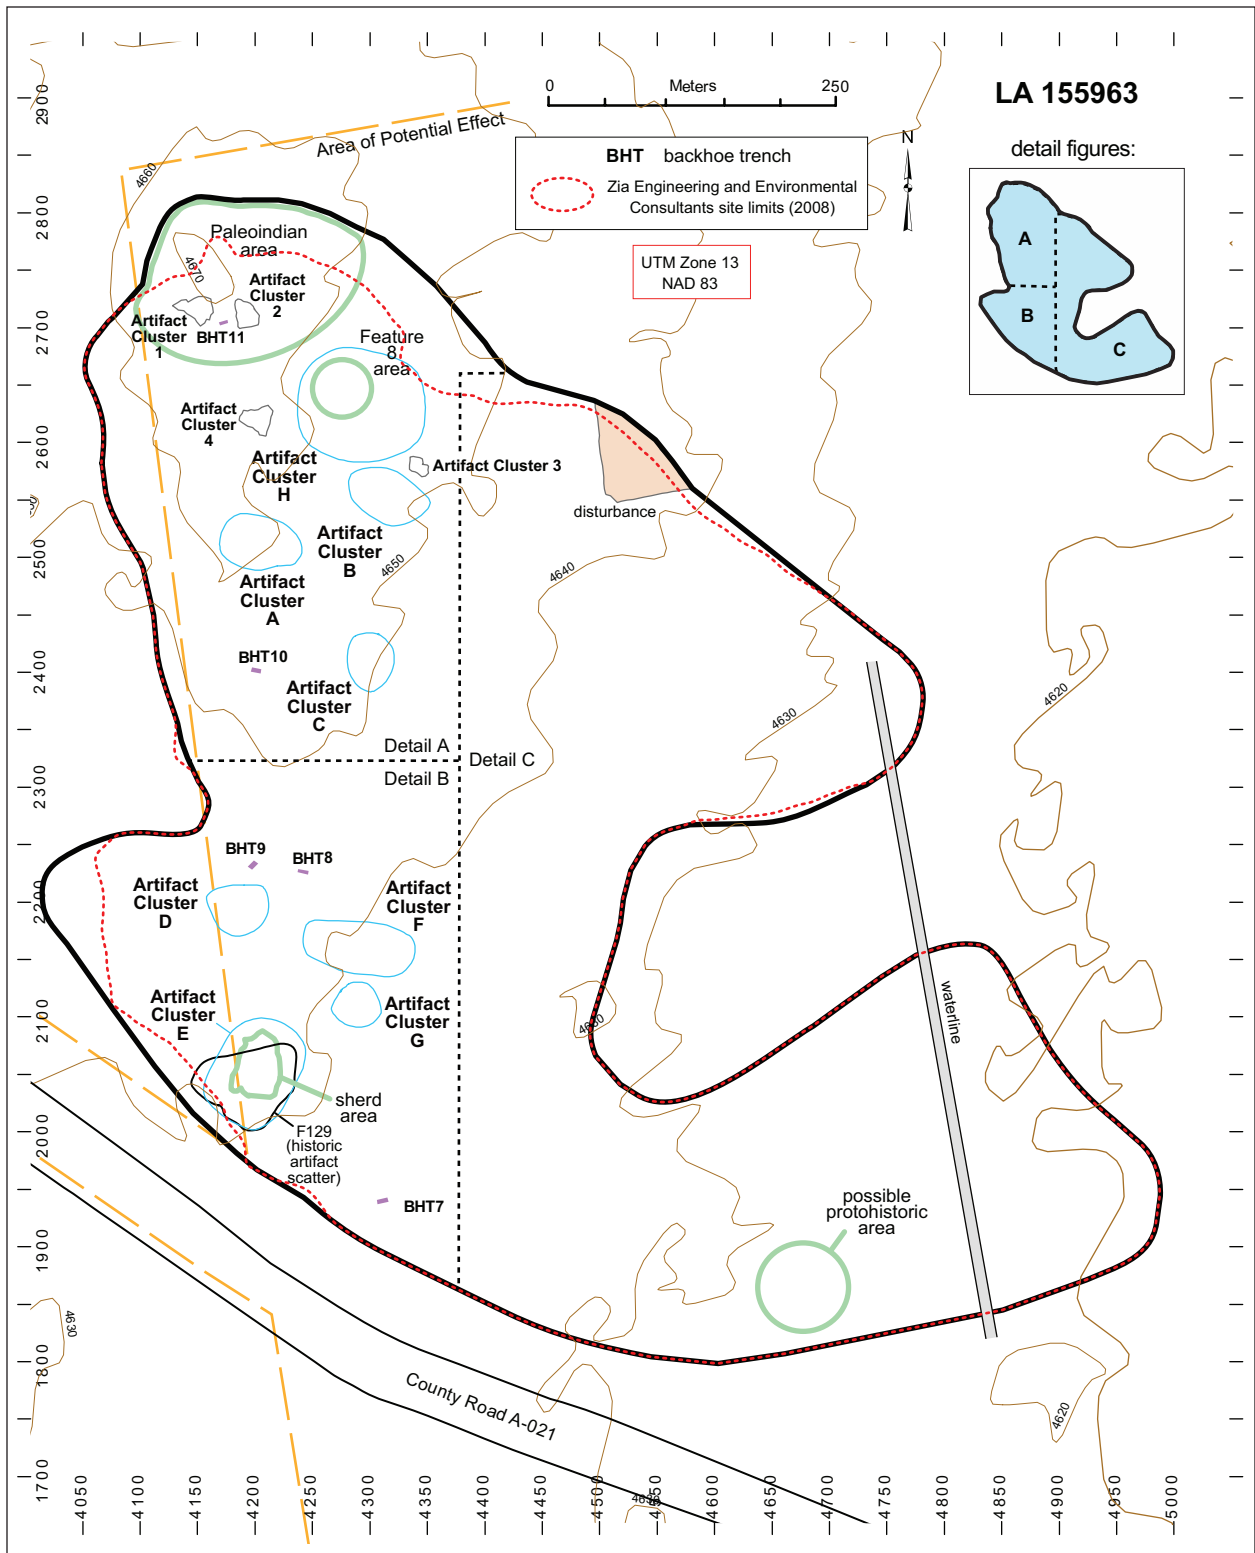 LA 155963
detail figures:
A
B
C
0
Meters
250
N
BHT backhoe trench
Zia Engineering and Environmental
Consultants site limits (2008)
UTM Zone 13
NAD 83
Area of Potential Effect
4660
Paleoindian
area
4670
Artifact
Cluster
2
Artifact
Cluster
1
BHT11
Feature
8
area
Artifact
Cluster
4
Artifact
Cluster
H
Artifact Cluster 3
disturbance
Artifact
Cluster
B
4650
4640
Artifact
Cluster
A
BHT10
Artifact
Cluster
C
4630
4620
Detail A
Detail B
Detail C
BHT9
BHT8
Artifact
Cluster
D
Artifact
Cluster
F
Artifact
Cluster
E
Artifact
Cluster
G
waterline
sherd
area
F129
(historic
artifact
scatter)
BHT7
possible
protohistoric
area
4630
County Road A-021
4620
2900
2800
2700
2600
2500
2400
2300
2200
2100
2000
1900
1800
1700
4050
4100
4150
4200
4250
4300
4350
4400
4450
4500
4550
4600
4650
4700
4750
4800
4850
4900
4950
5000